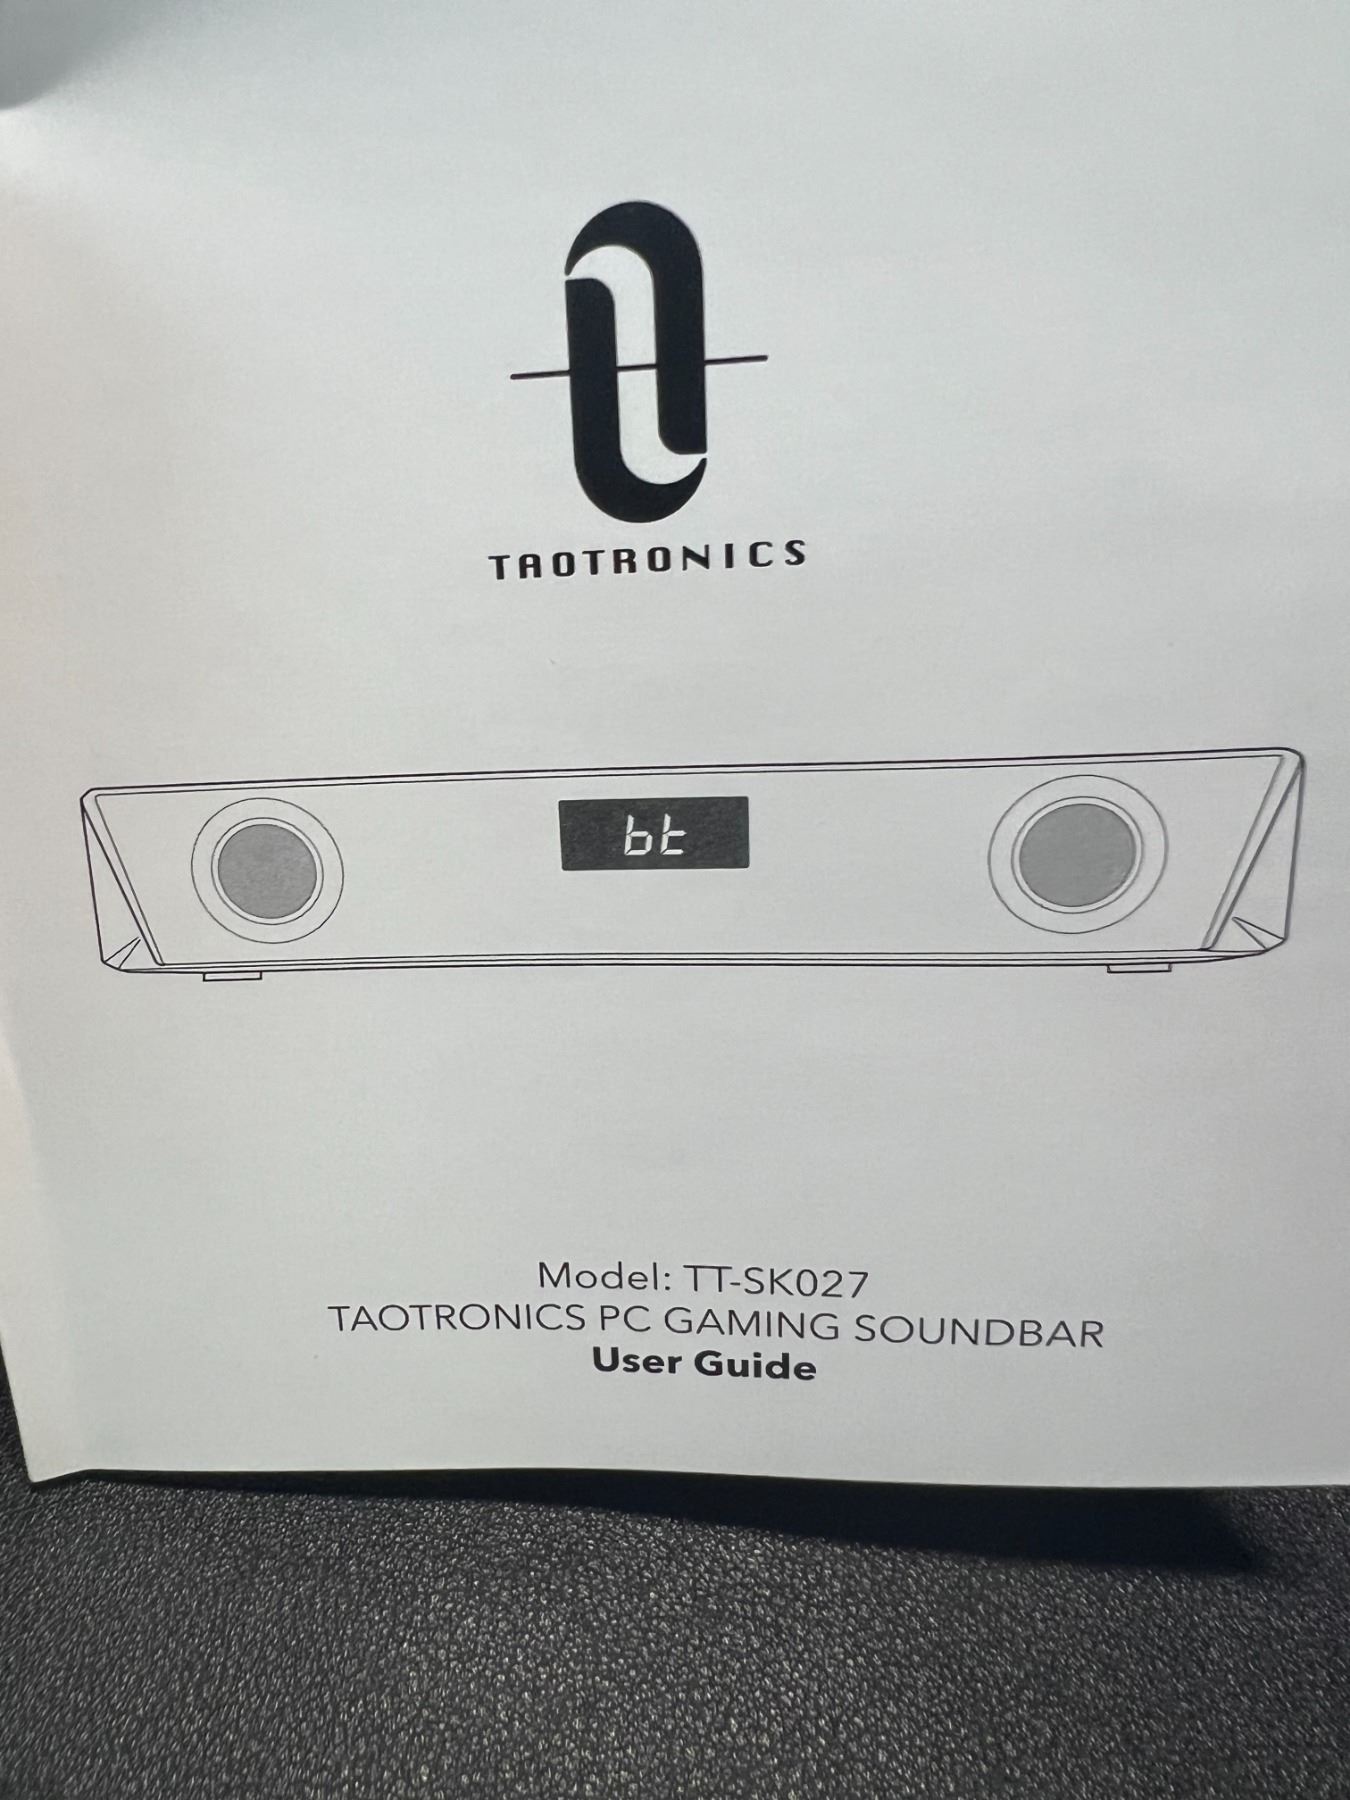 TAOTRONICS
bt
Model: TT-SK027
TAOTRONICS PC GAMING SOUNDBAR
User Guide